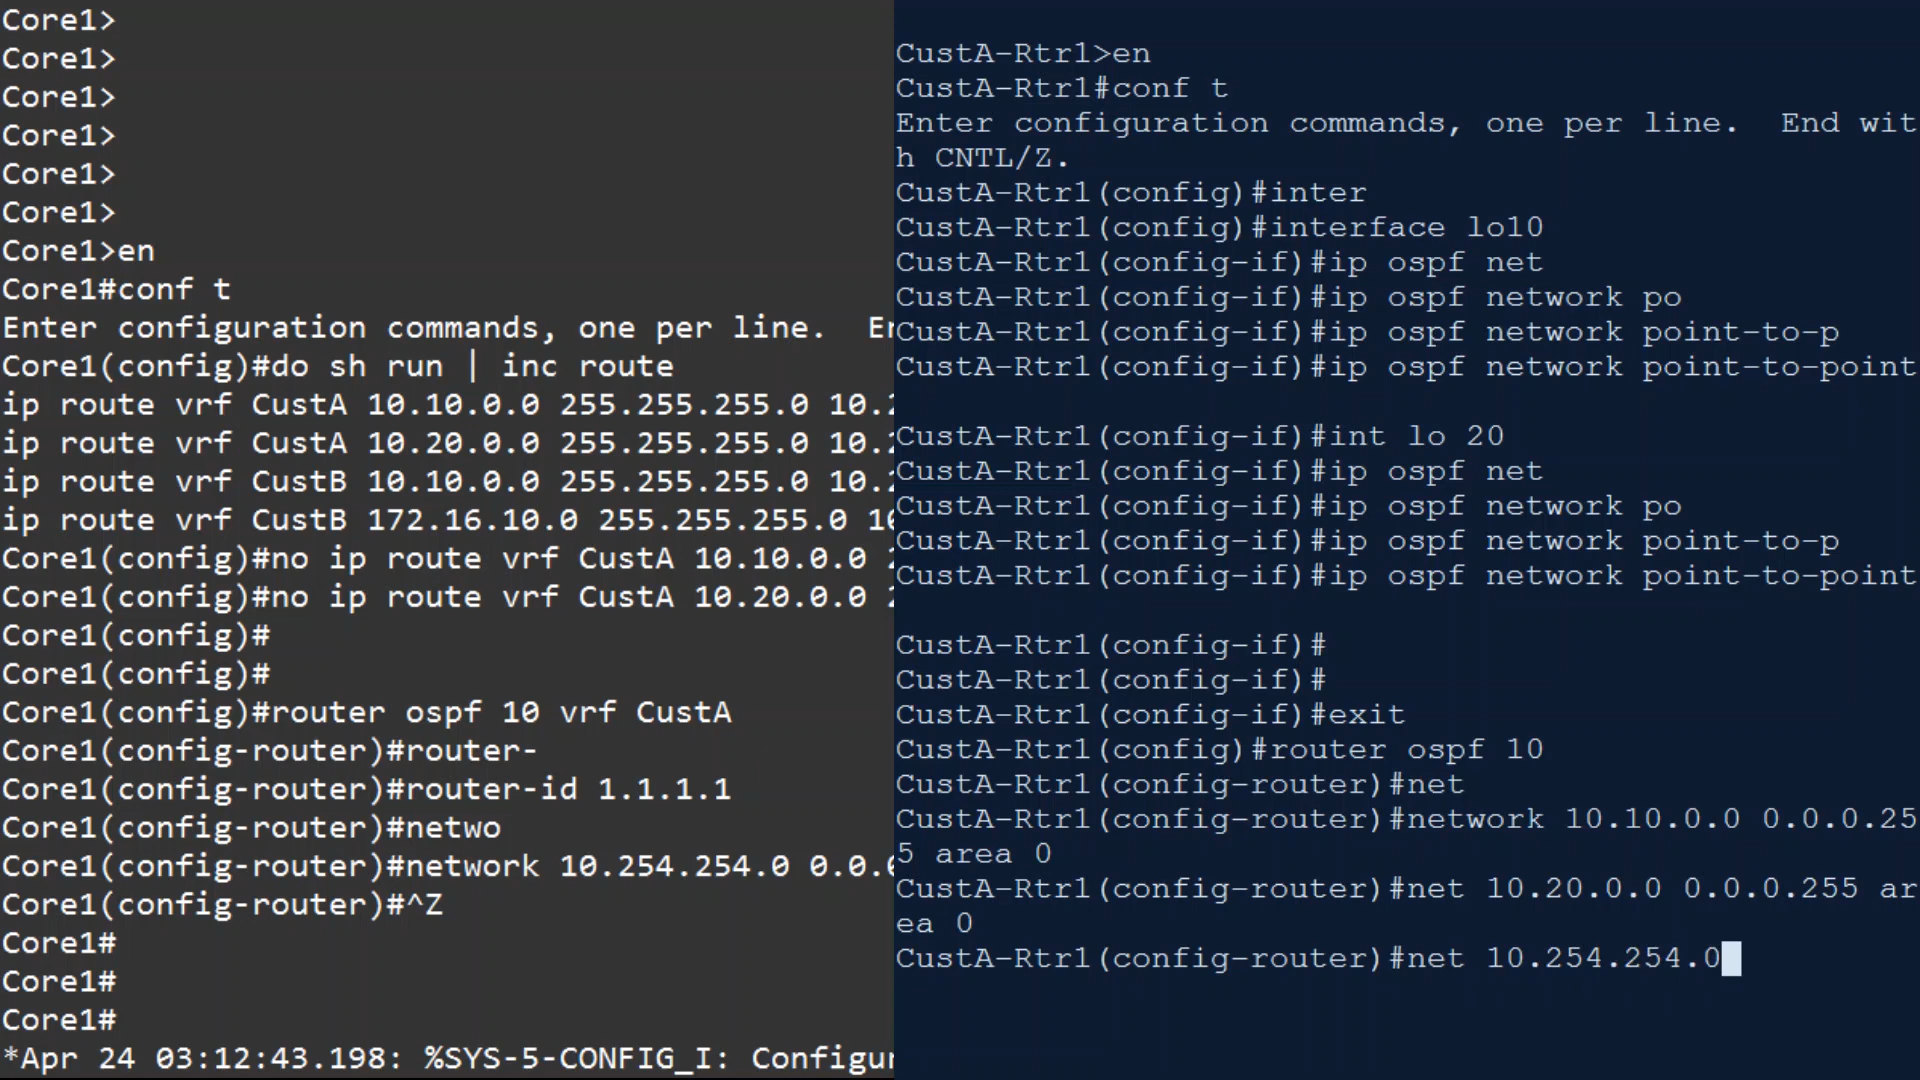 Core1>
Core1>
Core1>
Core1>
Core1>
Core1>
Core1>en
Core1#conf t
Enter configuration commands, one per line.
Core1(config)#do sh run | inc route
ip route vrf CustA 10.10.0.0 255.255.255.0 10.
ip route vrf CustA 10.20.0.0 255.255.255.0 10.
ip route vrf CustB 10.10.0.0 255.255.255.0 10.
ip route vrf CustB 172.16.10.0 255.255.255.0
Core1(config)#no ip route vrf CustA 10.10.0.0
Core1(config)#no ip route vrf CustA 10.20.0.0
Core1(config)#
Core1(config)#
Core1(config)#router ospf 10 vrf CustA
Core1(config-router)#router-
Core1(config-router)#router-id 1.1.1.1
Core1(config-router)#netwo
Core1(config-router)#network 10.254.254.0 0.0.
Core1(config-router)#^Z
Core1#
Core1#
Core1#
*Apr 24 03:12:43.198: %SYS-5-CONFIG_I: Configu
CustA-Rtr1>en
CustA-Rtr1#conf t
Enter configuration commands, one per line.  End wit
h CNTL/Z.
CustA-Rtr1(config)#inter
CustA-Rtr1(config)#interface lo10
CustA-Rtr1(config-if)#ip ospf net
CustA-Rtr1(config-if)#ip ospf network po
CustA-Rtr1(config-if)#ip ospf network point-to-p
CustA-Rtr1(config-if)#ip ospf network point-to-point
CustA-Rtr1(config-if)#int lo 20
CustA-Rtr1(config-if)#ip ospf net
CustA-Rtr1(config-if)#ip ospf network po
CustA-Rtr1(config-if)#ip ospf network point-to-p
CustA-Rtr1(config-if)#ip ospf network point-to-point
CustA-Rtr1(config-if)#
CustA-Rtr1(config-if)#
CustA-Rtr1(config-if)#exit
CustA-Rtr1(config)#router ospf 10
CustA-Rtr1(config-router)#net
CustA-Rtr1(config-router)#network 10.10.0.0 0.0.0.25
5 area 0
CustA-Rtr1(config-router)#net 10.20.0.0 0.0.0.255 ar
ea 0
CustA-Rtr1(config-router)#net 10.254.254.0